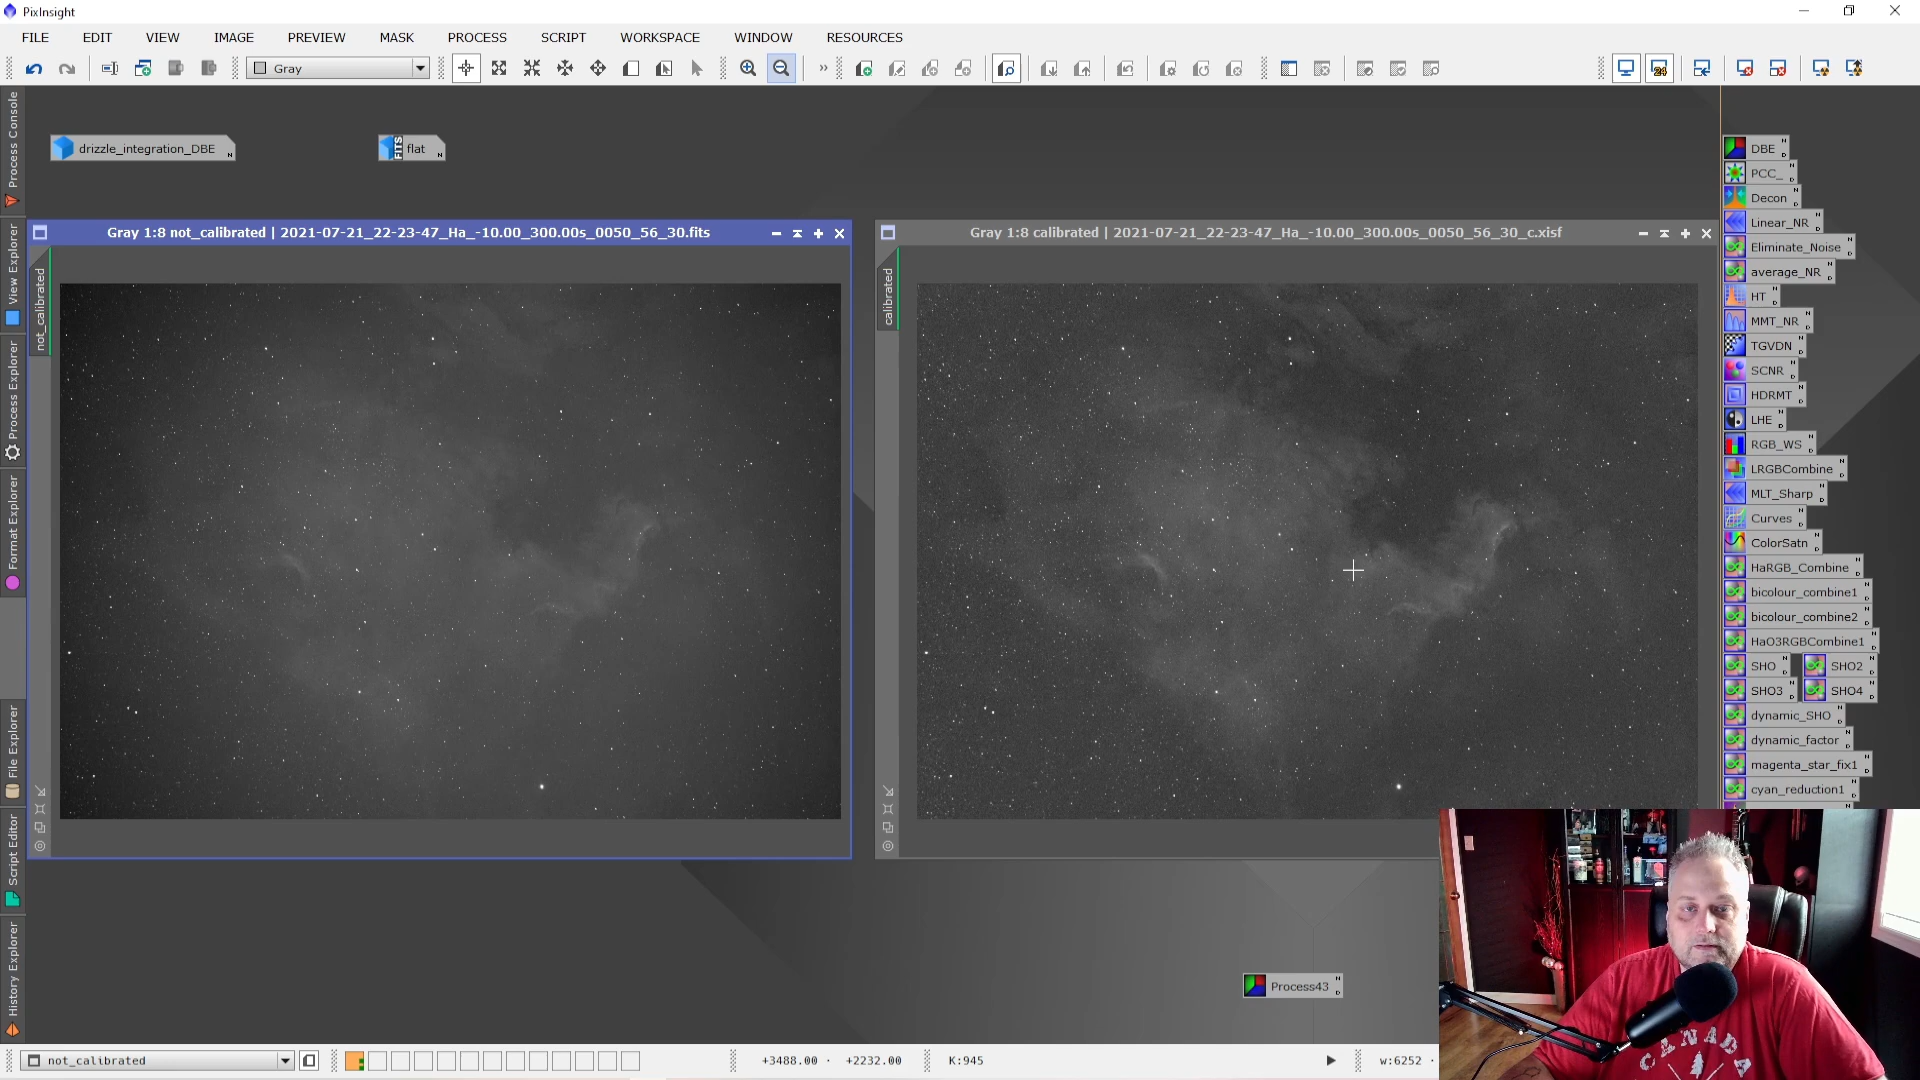 PixInsight
FILE EDIT VIEW IMAGE PREVIEW MASK PROCESS SCRIPT WORKSPACE WINDOW RESOURCES
Gray
24
Process Console
View Explorer
Process Explorer
Format Explorer
File Explorer
Script Editor
History Explorer
drizzle_integration_DBE
N
FITS
flat
N
Gray 1:8 not_calibrated | 2021-07-21_22-23-47_Ha_-10.00_300.00s_0050_56_30.fits
not_calibrated
Gray 1:8 calibrated | 2021-07-21_22-23-47_Ha_-10.00_300.00s_0050_56_30_c.xisf
calibrated
DBE
PCC_
Decon
Linear_NR
Eliminate_Noise
average_NR
HT
MMT_NR
TGVDN
SCNR
HDRMT
LHE
RGB_WS
LRGBCombine
MLT_Sharp
Curves
ColorSatn
HaRGB_Combine
bicolour_combine1
bicolour_combine2
HaO3RGBCombine1
SHO SHO2
SHO3 SHO4
dynamic_SHO
dynamic_factor
magenta_star_fix1
cyan_reduction1
Process43
CANADA
not_calibrated
+3488.00 · +2232.00
K:945
w:6252 ·